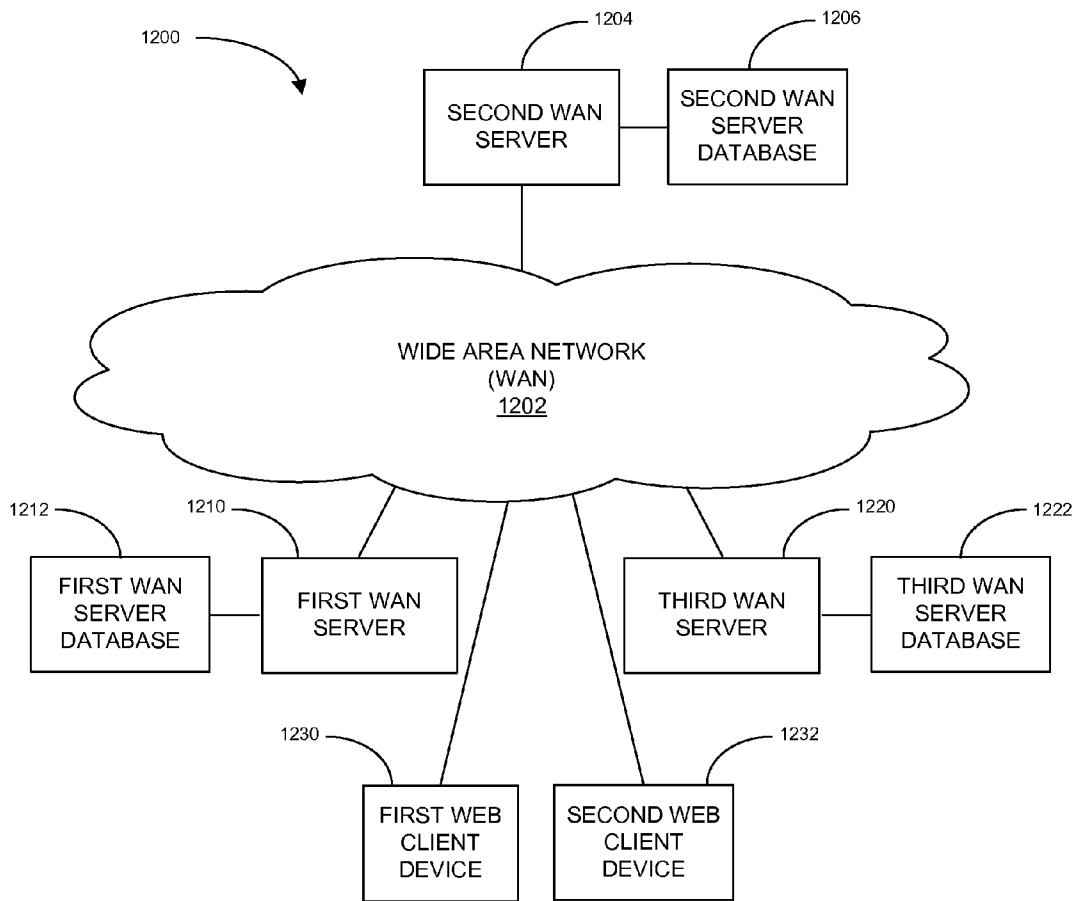 1200
1204
1206
SECOND WAN
SERVER
SECOND WAN
SERVER
DATABASE
WIDE AREA NETWORK
(WAN)
1202
1212
1210
1220
1222
FIRST WAN
SERVER
DATABASE
FIRST WAN
SERVER
THIRD WAN
SERVER
THIRD WAN
SERVER
DATABASE
1230
1232
FIRST WEB
CLIENT
DEVICE
SECOND WEB
CLIENT
DEVICE